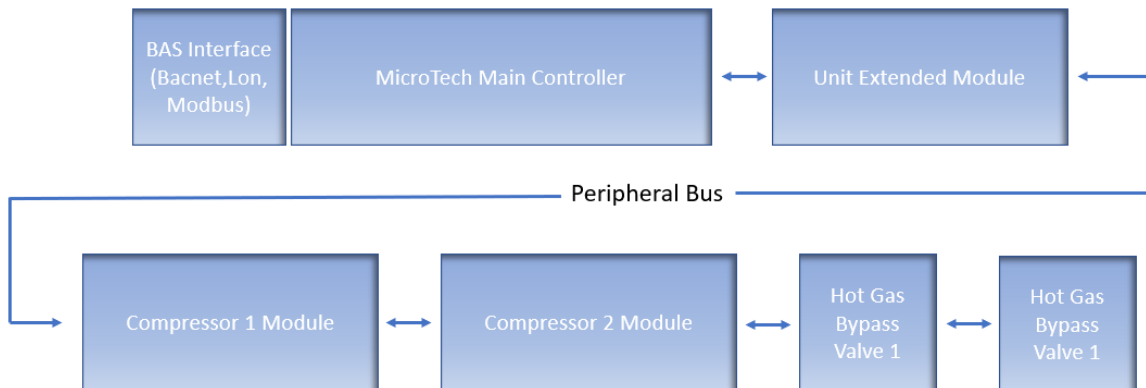 BAS Interface
(Bacnet,Lon,
Modbus)
MicroTech Main Controller
Unit Extended Module
Peripheral Bus
Compressor 1 Module
Compressor 2 Module
Hot Gas
Bypass
Valve 1
Hot Gas
Bypass
Valve 1